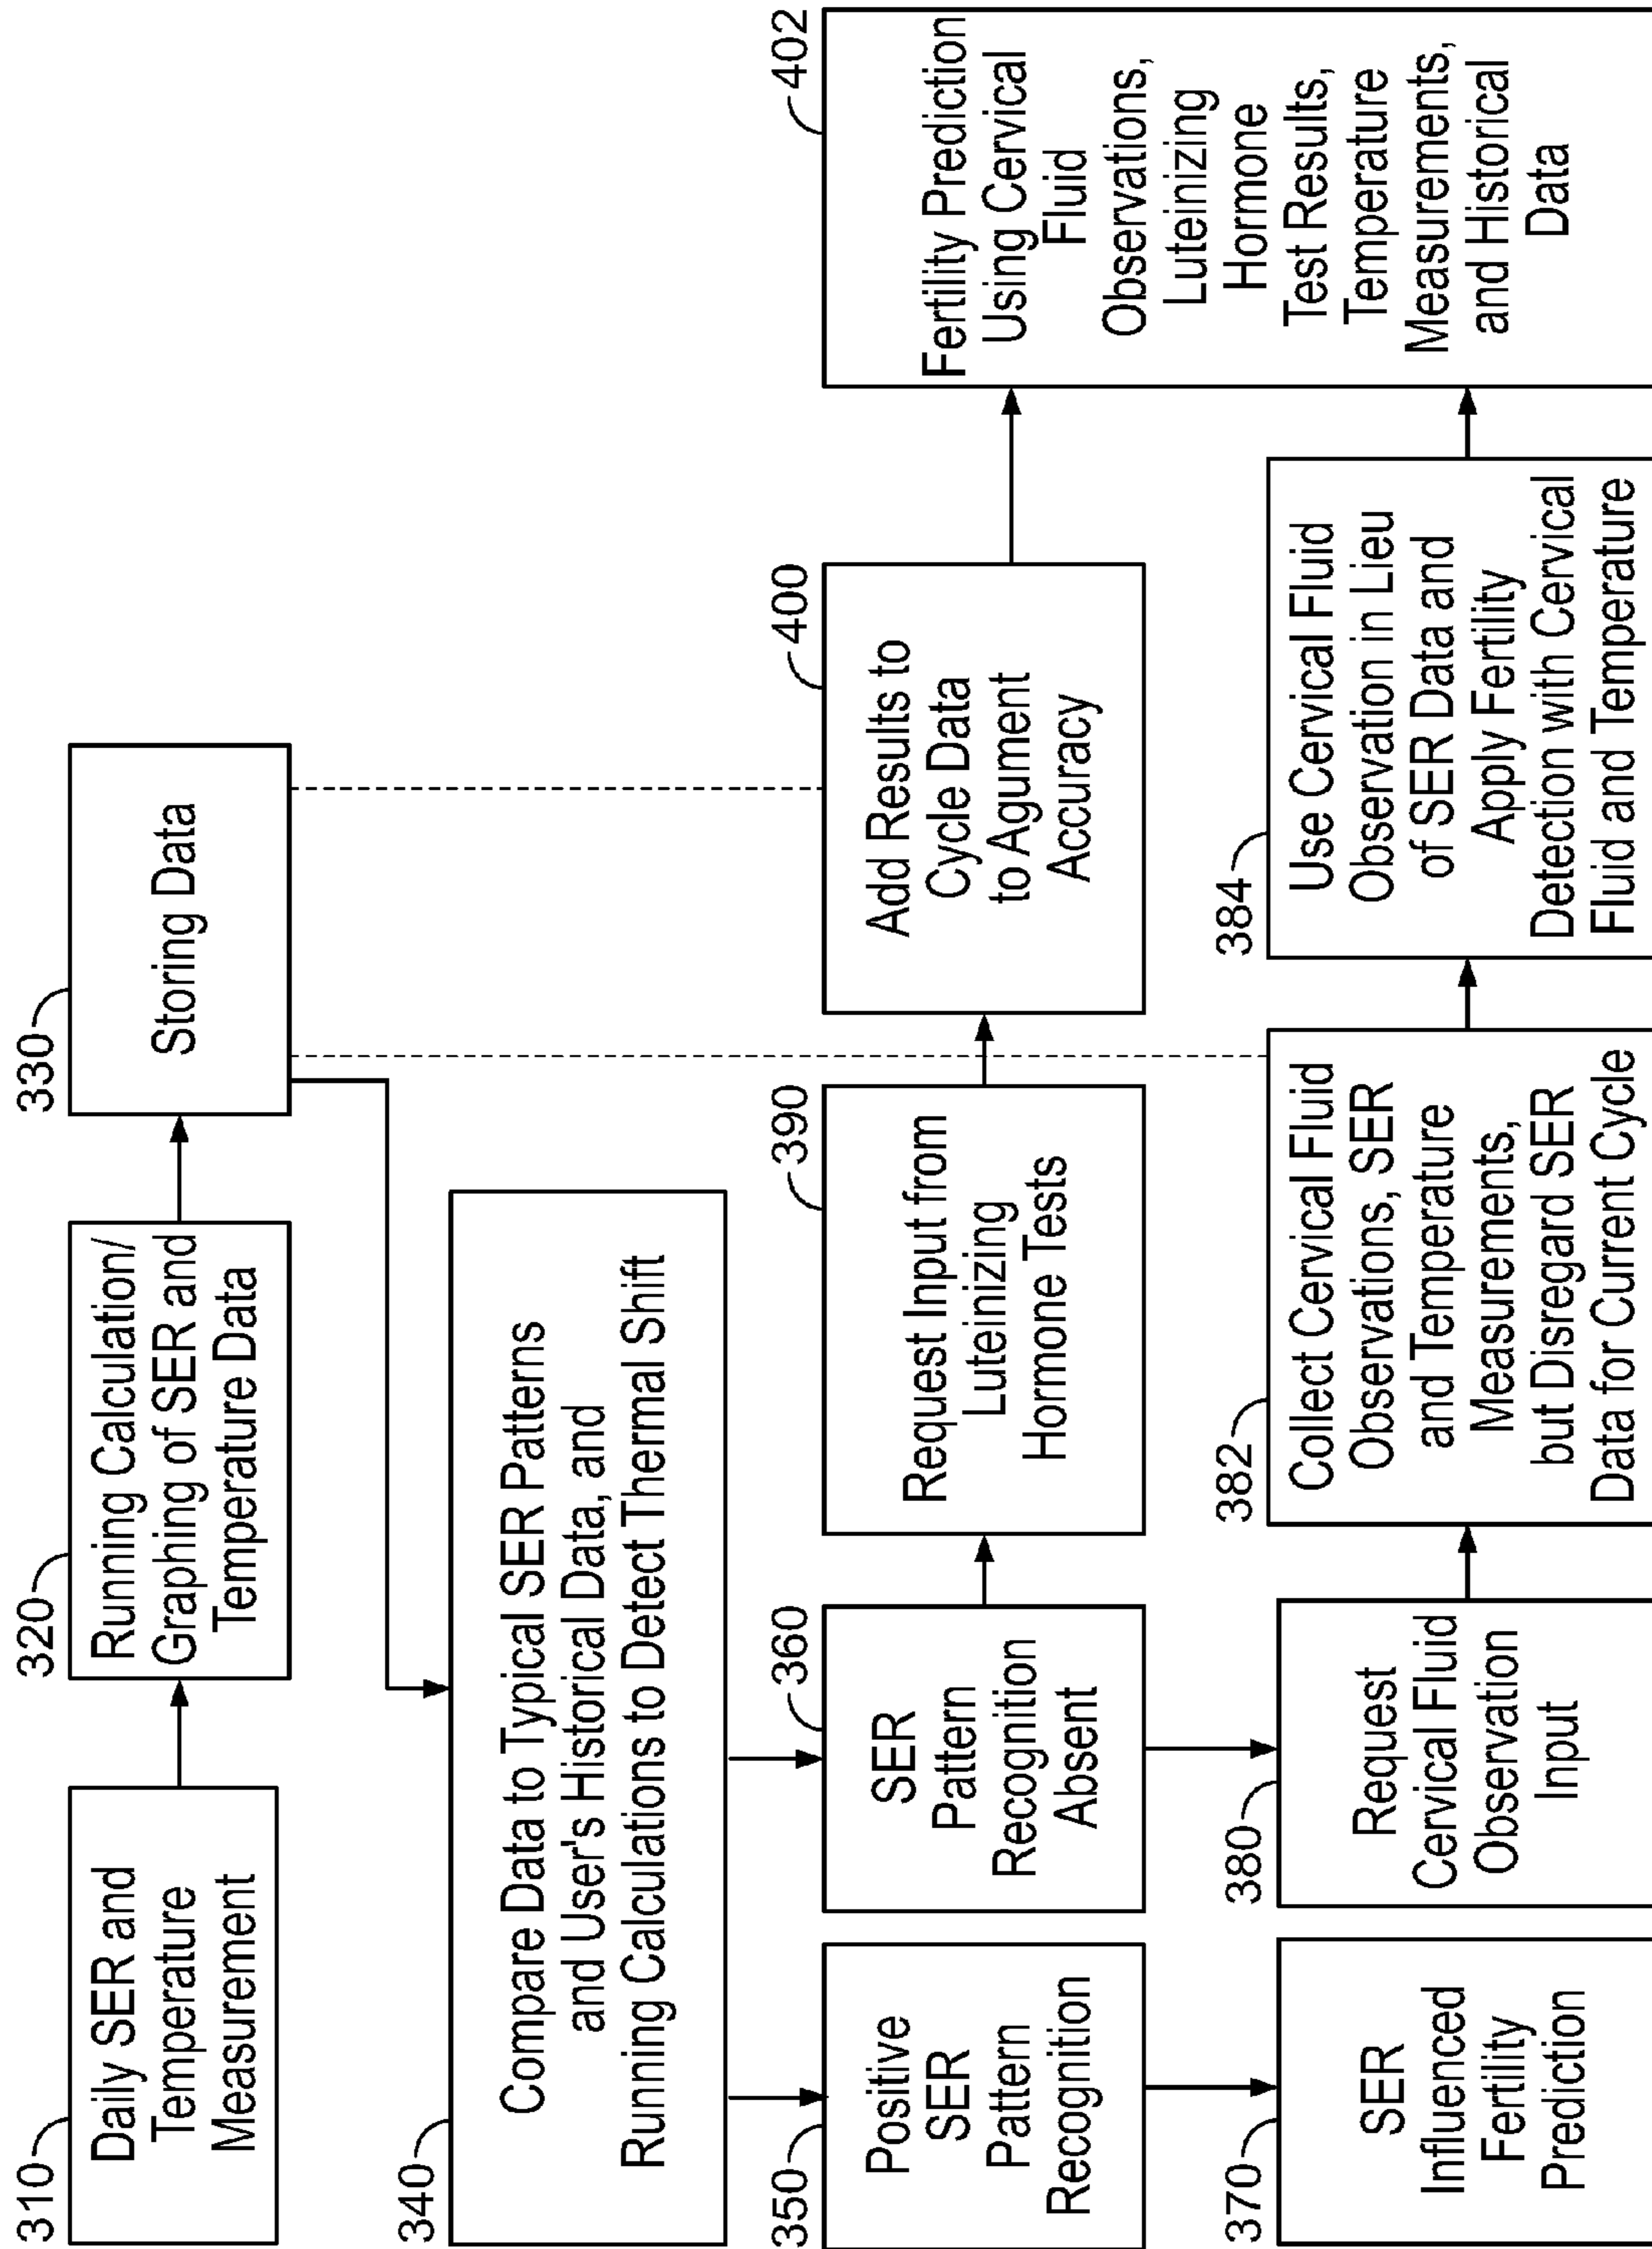 310
Daily SER and
Temperature
Measurement
320
Running Calculation/
Graphing of SER and
Temperature Data
330
Storing Data
340
Compare Data to Typical SER Patterns
and User's Historical Data, and
Running Calculations to Detect Thermal Shift
350
Positive
SER
Pattern
Recognition
360
SER
Pattern
Recognition
Absent
390
Request Input from
Luteinizing
Hormone Tests
400
Add Results to
Cycle Data
to Agument
Accuracy
402
Fertility Prediction
Using Cervical
Fluid
Observations,
Luteinizing
Hormone
Test Results,
Temperature
Measurements,
and Historical
Data
370
SER
Influenced
Fertility
Prediction
380
Request
Cervical Fluid
Observation
Input
382
Collect Cervical Fluid
Observations, SER
and Temperature
Measurements,
but Disregard SER
Data for Current Cycle
384
Use Cervical Fluid
Observation in Lieu
of SER Data and
Apply Fertility
Detection with Cervical
Fluid and Temperature